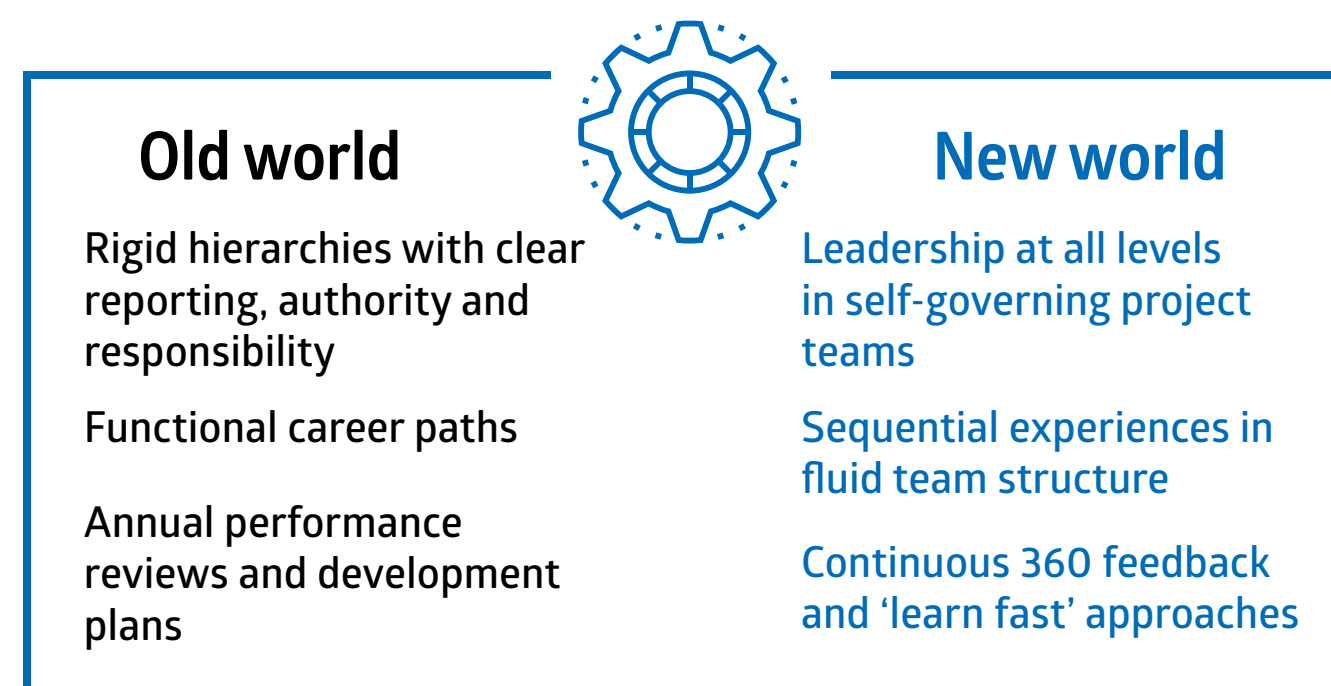 Old world
Rigid hierarchies with clear
reporting, authority and
responsibility
Functional career paths
Annual performance
reviews and development
plans
New world
Leadership at all levels
in self-governing project
teams
Sequential experiences in
fluid team structure
Continuous 360 feedback
and ‘learn fast’ approaches